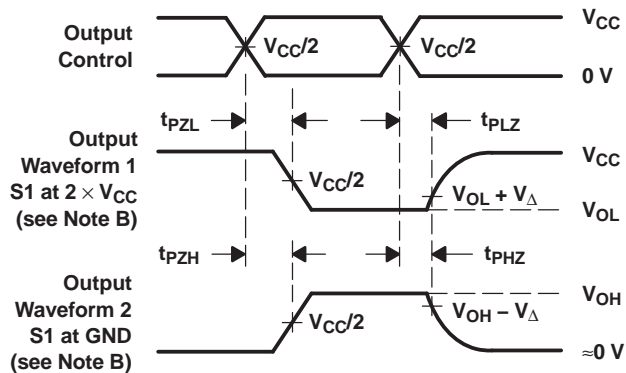 Output
Control
V_CC/2
V_CC/2
V_CC
0 V
t_PZL
t_PLZ
Output
Waveform 1
S1 at 2 × V_CC
(see Note B)
V_CC/2
V_CC
V_OL + V_Δ
V_OL
t_PZH
t_PHZ
Output
Waveform 2
S1 at GND
(see Note B)
V_CC/2
V_OH
V_OH − V_Δ
≈0 V